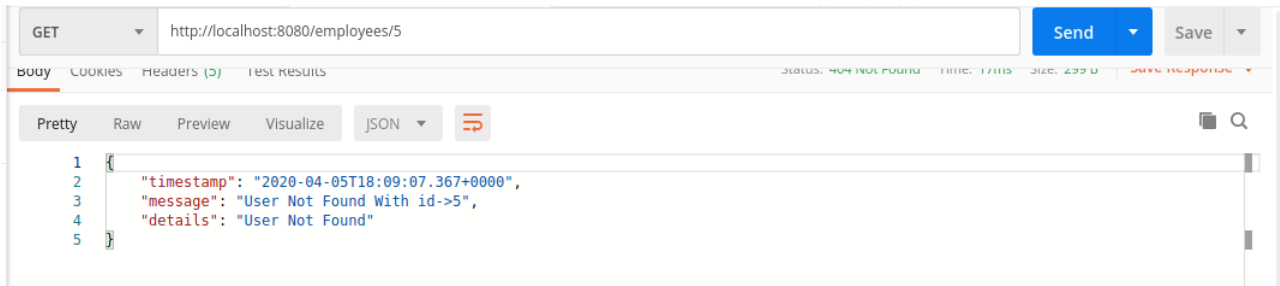 GET http://localhost:8080/employees/5 Send Save
Body Cookies Headers (5) Test Results Status: 404 Not Found Time: 17ms Size: 299 B Save Response
Pretty Raw Preview Visualize JSON
1 {
2 "timestamp": "2020-04-05T18:09:07.367+0000",
3 "message": "User Not Found With id->5",
4 "details": "User Not Found"
5 }